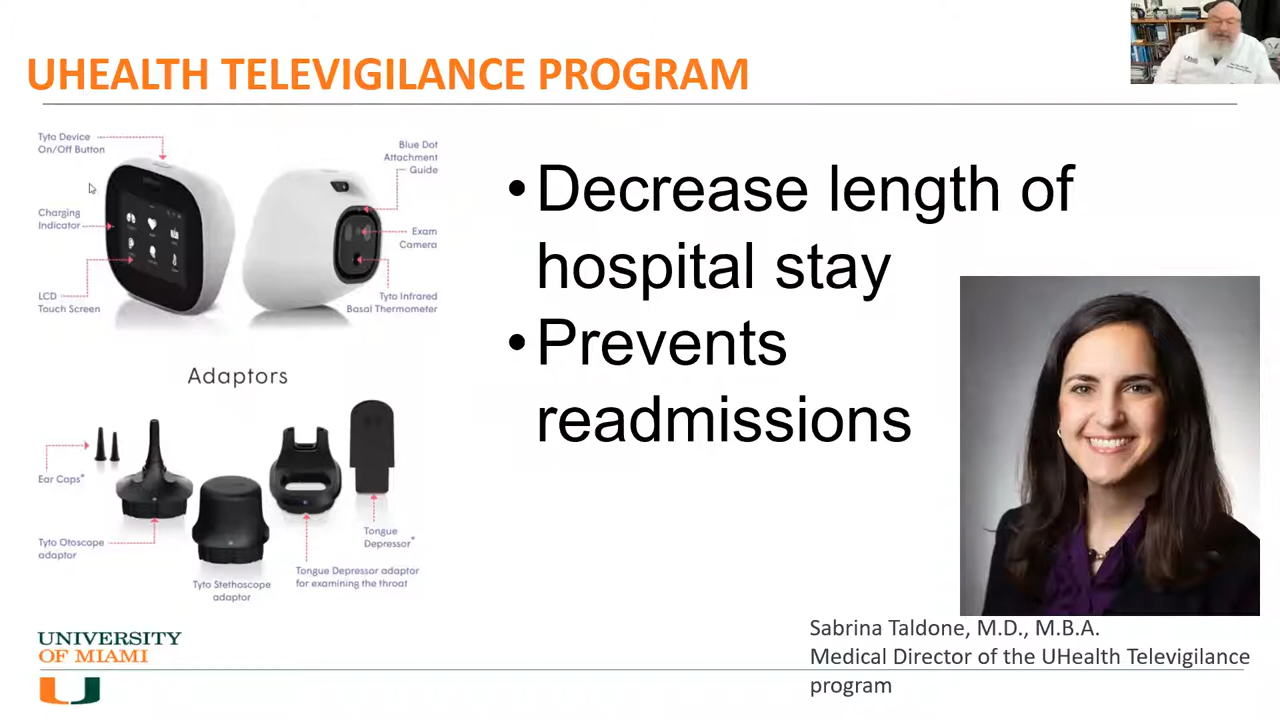 UHEALTH TELEVIGILANCE PROGRAM
Tyto Device
On/Off Button
Blue Dot
Attachment
Guide
Charging
Indicator
Exam
Camera
LCD
Touch Screen
Tyto Infrared
Basal Thermometer
Adaptors
Ear Caps*
Tyto Otoscope
adaptor
Tyto Stethoscope
adaptor
Tongue
Depressor*
Tongue Depressor adaptor
for examining the throat
•Decrease length of
hospital stay
•Prevents
readmissions
Sabrina Taldone, M.D., M.B.A.
Medical Director of the UHealth Televigilance
program
UNIVERSITY
OF MIAMI